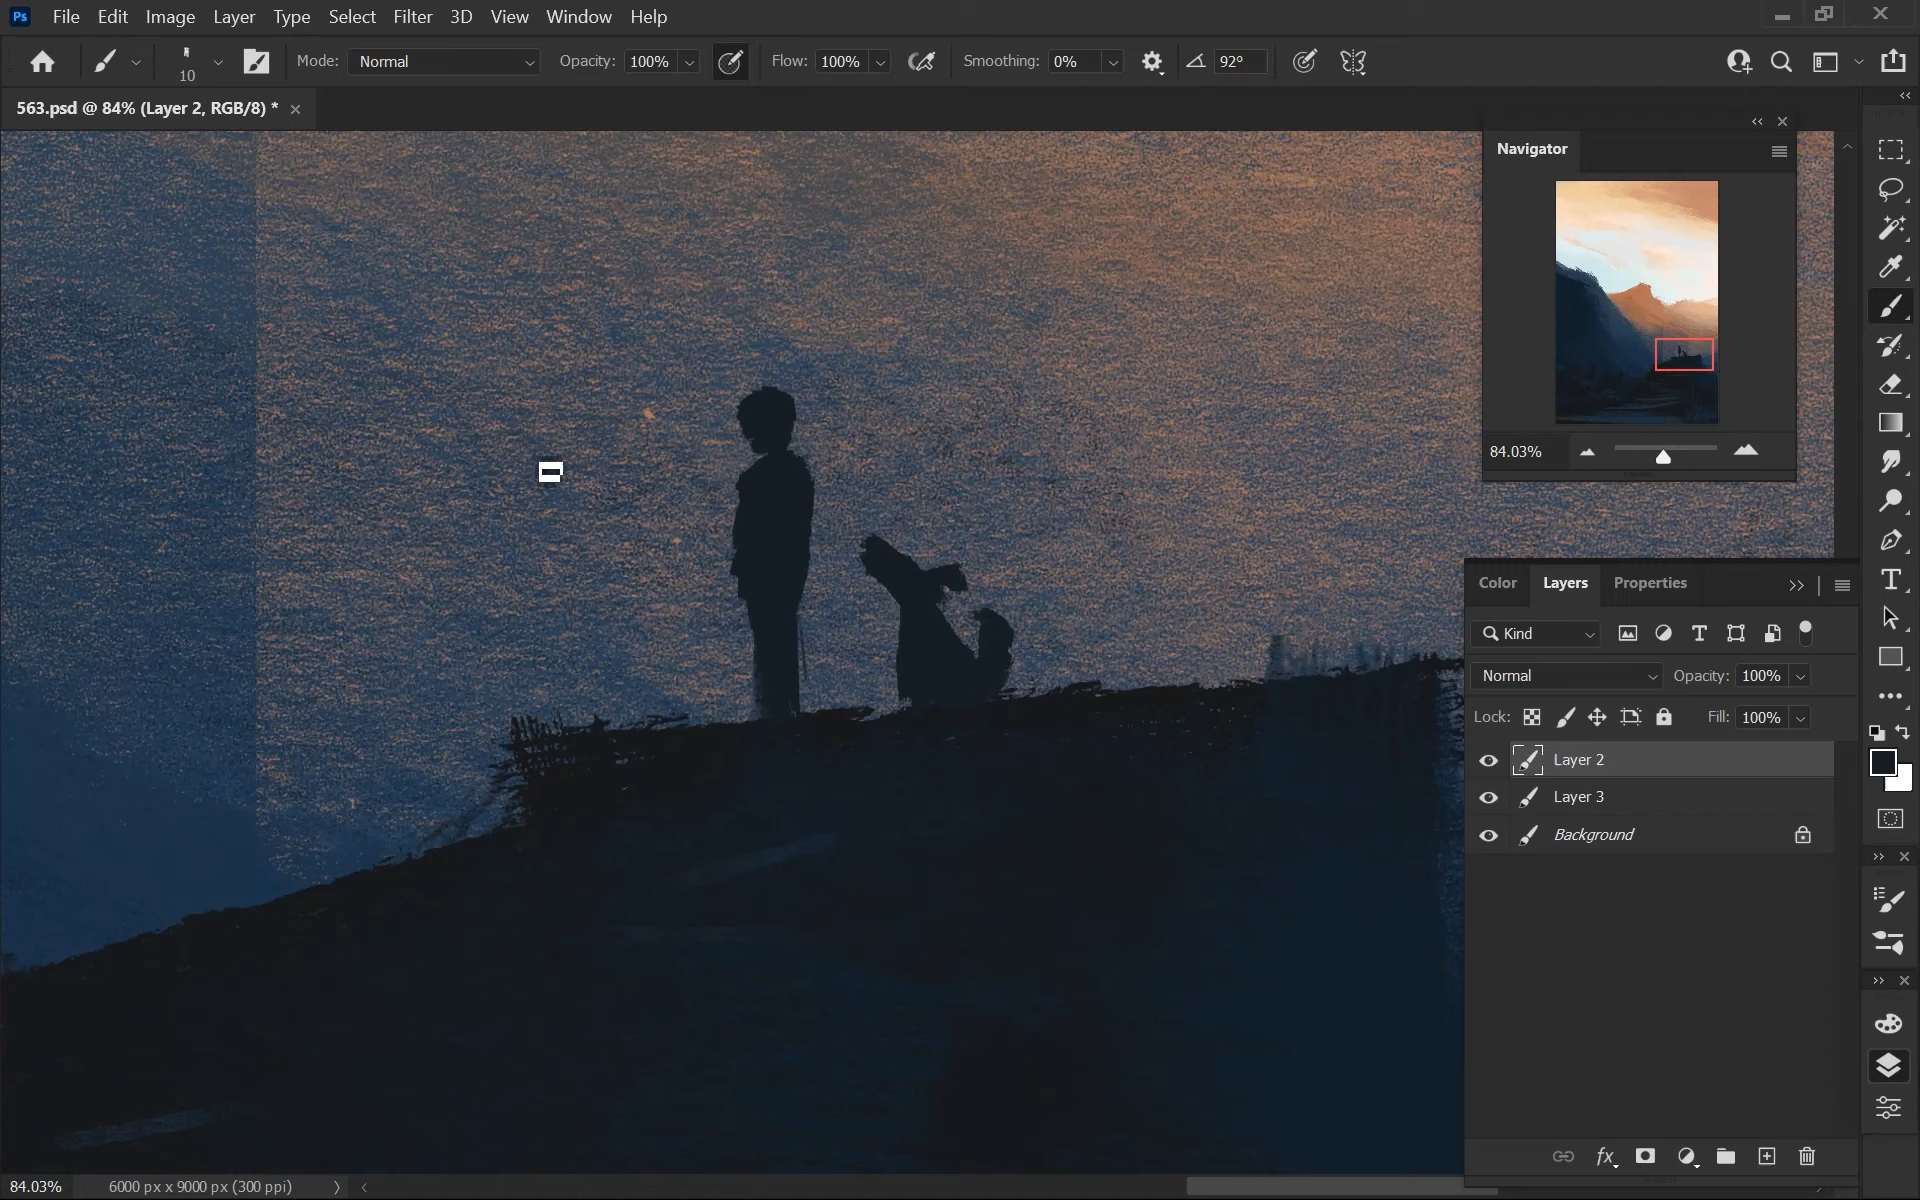 Ps File Edit Image Layer Type Select Filter 3D View Window Help
10 Mode: Normal Opacity: 100% Flow: 100% Smoothing: 0% 92°
563.psd @ 84% (Layer 2, RGB/8) *
Navigator
84.03%
Color Layers Properties
Kind
Normal Opacity: 100%
Lock: Fill: 100%
Layer 2
Layer 3
Background
fx
84.03% 6000 px x 9000 px (300 ppi)